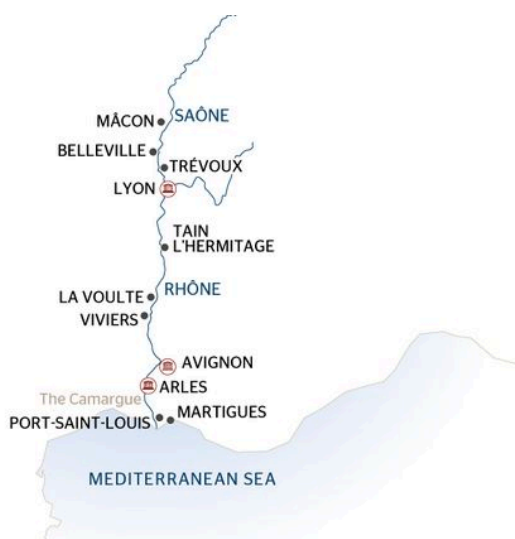 MÂCON
SAÔNE
BELLEVILLE
TRÉVOUX
LYON
TAIN
L'HERMITAGE
LA VOULTE
RHÔNE
VIVIERS
AVIGNON
ARLES
The Camargue
MARTIGUES
PORT-SAINT-LOUIS
MEDITERRANEAN SEA